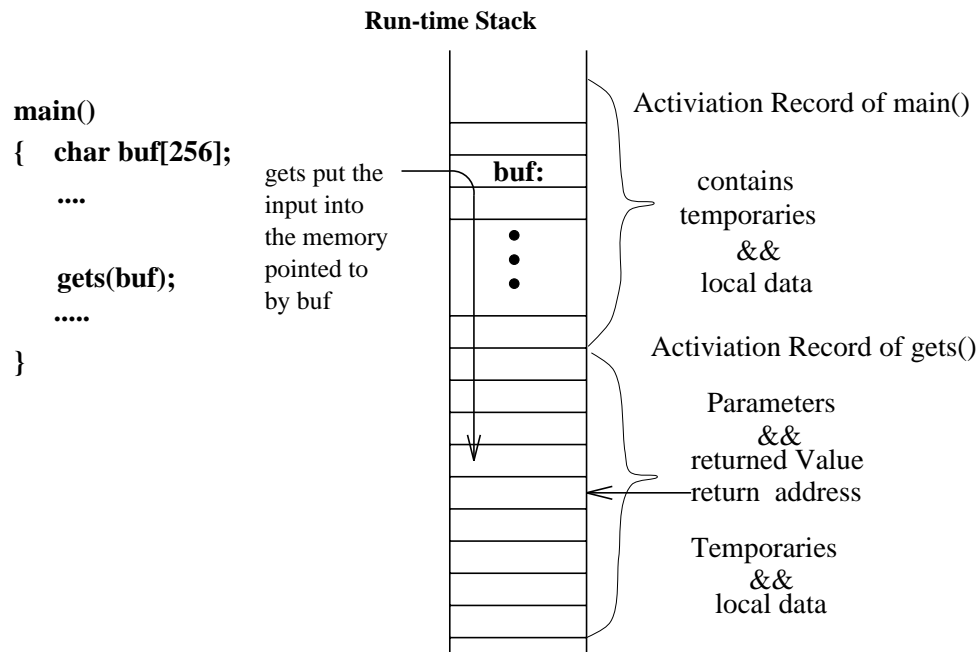 Run-time Stack
main()
{ char buf[256];
....
gets(buf);
.....
}
gets put the
input into
the memory
pointed to
by buf
buf:
Activiation Record of main()
contains
temporaries
&&
local data
Activiation Record of gets()
Parameters
&&
returned Value
return address
Temporaries
&&
local data